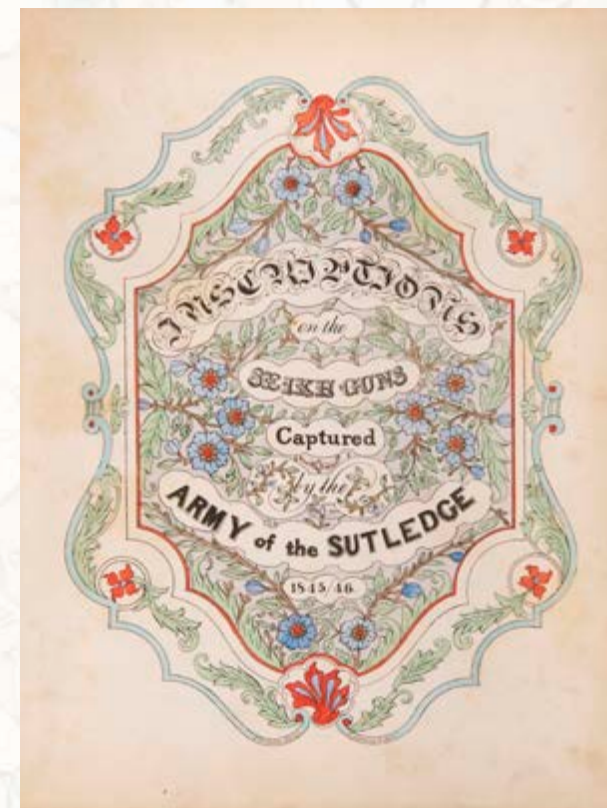 INSCRIPTIONS
on the
SEIKH GUNS
Captured
by the
ARMY of the SUTLEDGE
1845/46